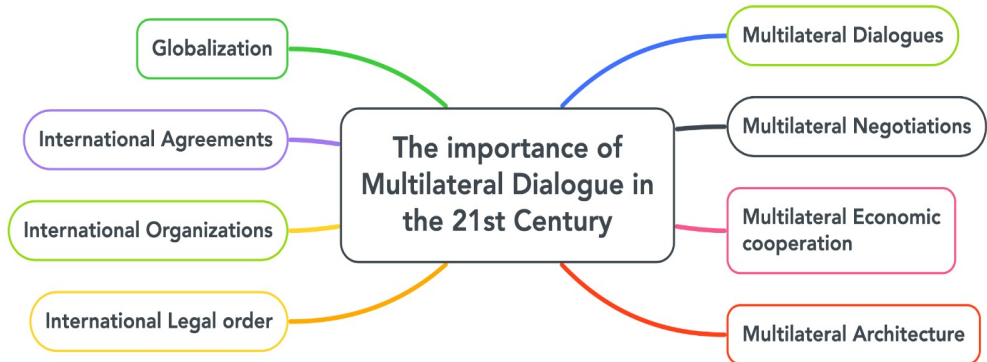 Globalization
International Agreements
International Organizations
International Legal order
The importance of
Multilateral Dialogue in
the 21st Century
Multilateral Dialogues
Multilateral Negotiations
Multilateral Economic
cooperation
Multilateral Architecture